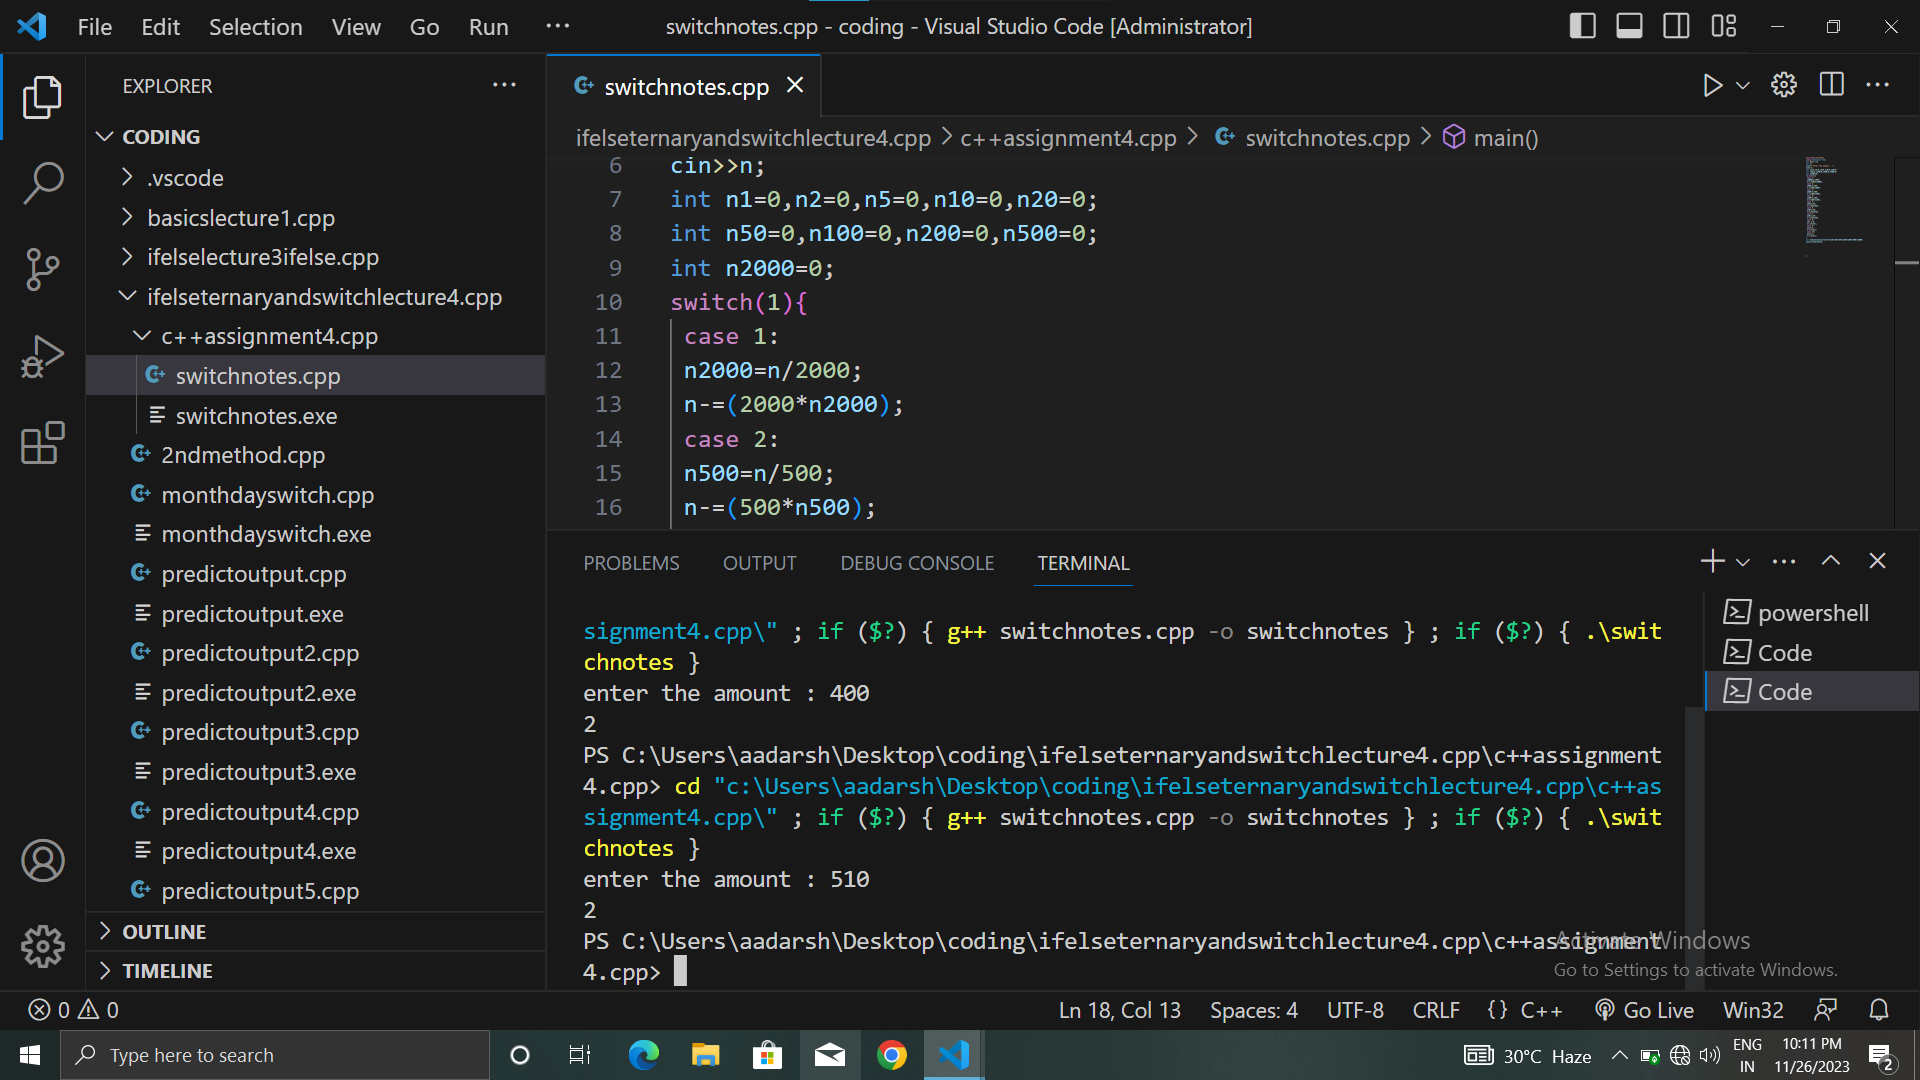 File Edit Selection View Go Run ··· switchnotes.cpp - coding - Visual Studio Code [Administrator]
EXPLORER ···
CODING
.vscode
basicslecture1.cpp
ifelselecture3ifelse.cpp
ifelseternaryandswitchlecture4.cpp
c++assignment4.cpp
switchnotes.cpp
switchnotes.exe
2ndmethod.cpp
monthdayswitch.cpp
monthdayswitch.exe
predictoutput.cpp
predictoutput.exe
predictoutput2.cpp
predictoutput2.exe
predictoutput3.cpp
predictoutput3.exe
predictoutput4.cpp
predictoutput4.exe
predictoutput5.cpp
OUTLINE
TIMELINE
switchnotes.cpp
ifelseternaryandswitchlecture4.cpp > c++assignment4.cpp > switchnotes.cpp > main()
6 cin>>n;
7 int n1=0,n2=0,n5=0,n10=0,n20=0;
8 int n50=0,n100=0,n200=0,n500=0;
9 int n2000=0;
10 switch(1){
11 case 1:
12 n2000=n/2000;
13 n-=(2000*n2000);
14 case 2:
15 n500=n/500;
16 n-=(500*n500);
PROBLEMS OUTPUT DEBUG CONSOLE TERMINAL
signment4.cpp\" ; if ($?) { g++ switchnotes.cpp -o switchnotes } ; if ($?) { .\swit
chnotes }
enter the amount : 400
2
PS C:\Users\aadarsh\Desktop\coding\ifelseternaryandswitchlecture4.cpp\c++assignment
4.cpp> cd "c:\Users\aadarsh\Desktop\coding\ifelseternaryandswitchlecture4.cpp\c++as
signment4.cpp\" ; if ($?) { g++ switchnotes.cpp -o switchnotes } ; if ($?) { .\swit
chnotes }
enter the amount : 510
2
PS C:\Users\aadarsh\Desktop\coding\ifelseternaryandswitchlecture4.cpp\c++assignment
4.cpp>
powershell
Code
Code
Activate Windows
Go to Settings to activate Windows.
0 0 Ln 18, Col 13 Spaces: 4 UTF-8 CRLF {} C++ Go Live Win32
Type here to search 30°C Haze ENG IN 10:11 PM 11/26/2023 2